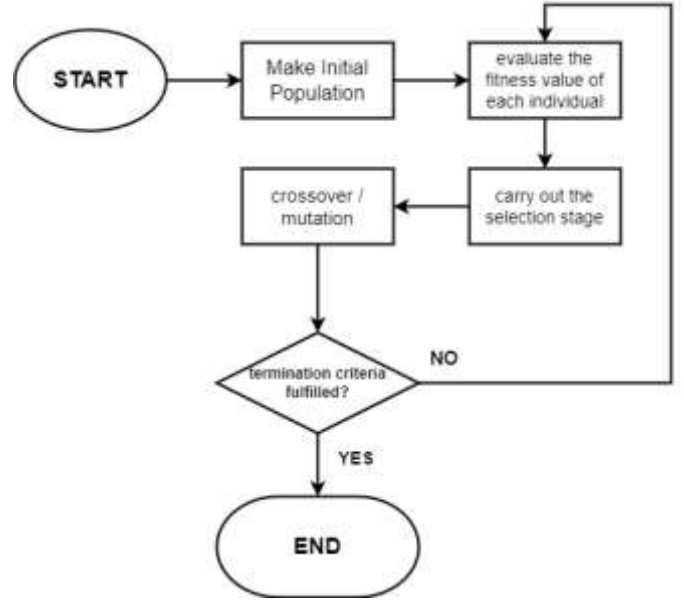 START
Make Initial
Population
evaluate the
fitness value of
each individual
crossover /
mutation
carry out the
selection stage
termination criteria
fulfilled?
NO
YES
END